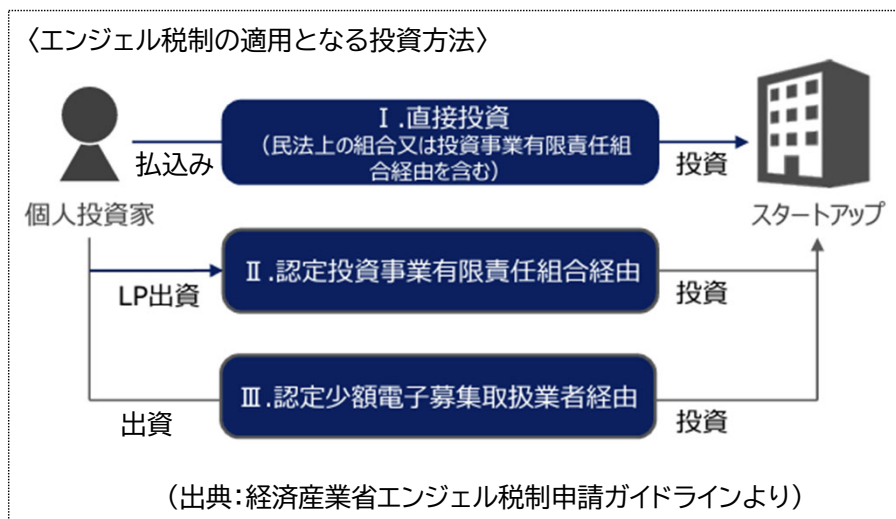 〈エンジェル税制の適用となる投資方法〉
Ⅰ.直接投資
(民法上の組合又は投資事業有限責任組
合経由を含む)
払込み
投資
個人投資家
スタートアップ
Ⅱ.認定投資事業有限責任組合経由
LP出資
投資
Ⅲ.認定少額電子募集取扱業者経由
出資
投資
(出典:経済産業省エンジェル税制申請ガイドラインより)